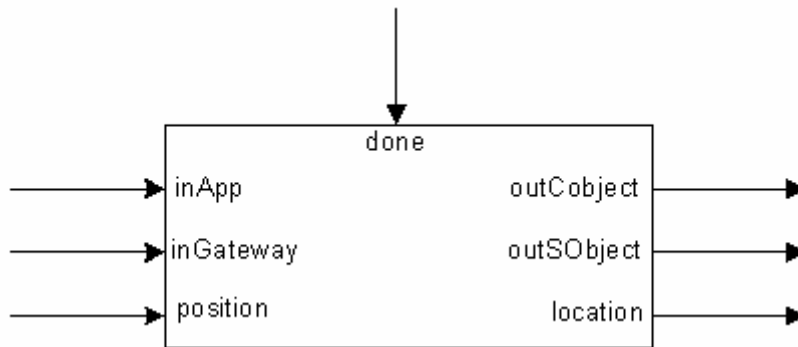 done
inApp outCobject
inGateway outSObject
position location